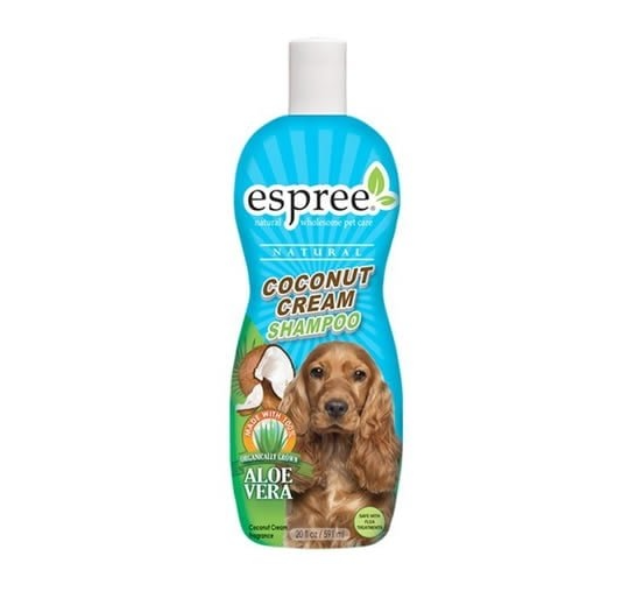 espree®
natural wholesome pet care
NATURAL
COCONUT
CREAM
SHAMPOO
MADE WITH 100%
ORGANICALLY GROWN
ALOE
VERA
Coconut Cream
Fragrance
20 fl oz / 591 ml
SAFE WITH
FLEA
TREATMENTS